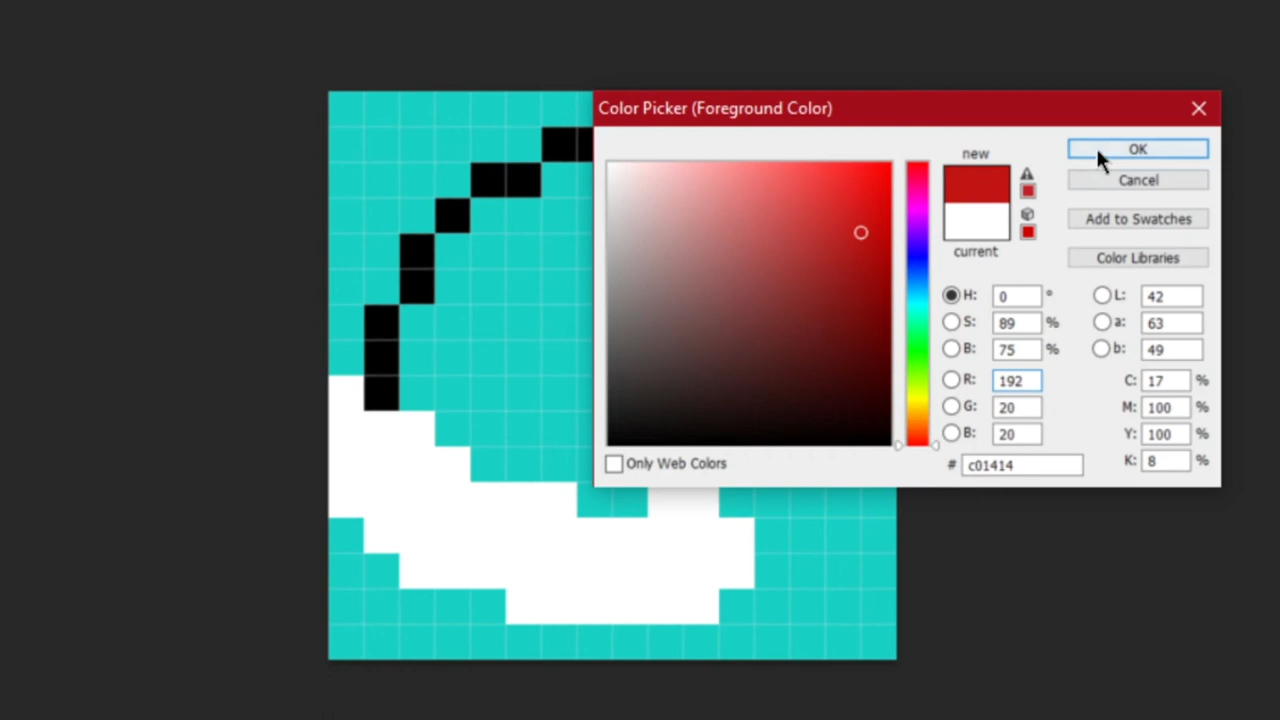 Color Picker (Foreground Color)
new
OK
Cancel
Add to Swatches
current
Color Libraries
H: 0 °
L: 42
S: 89 %
a: 63
B: 75 %
b: 49
R: 192
C: 17 %
G: 20
M: 100 %
B: 20
Y: 100 %
Only Web Colors
# c01414
K: 8 %